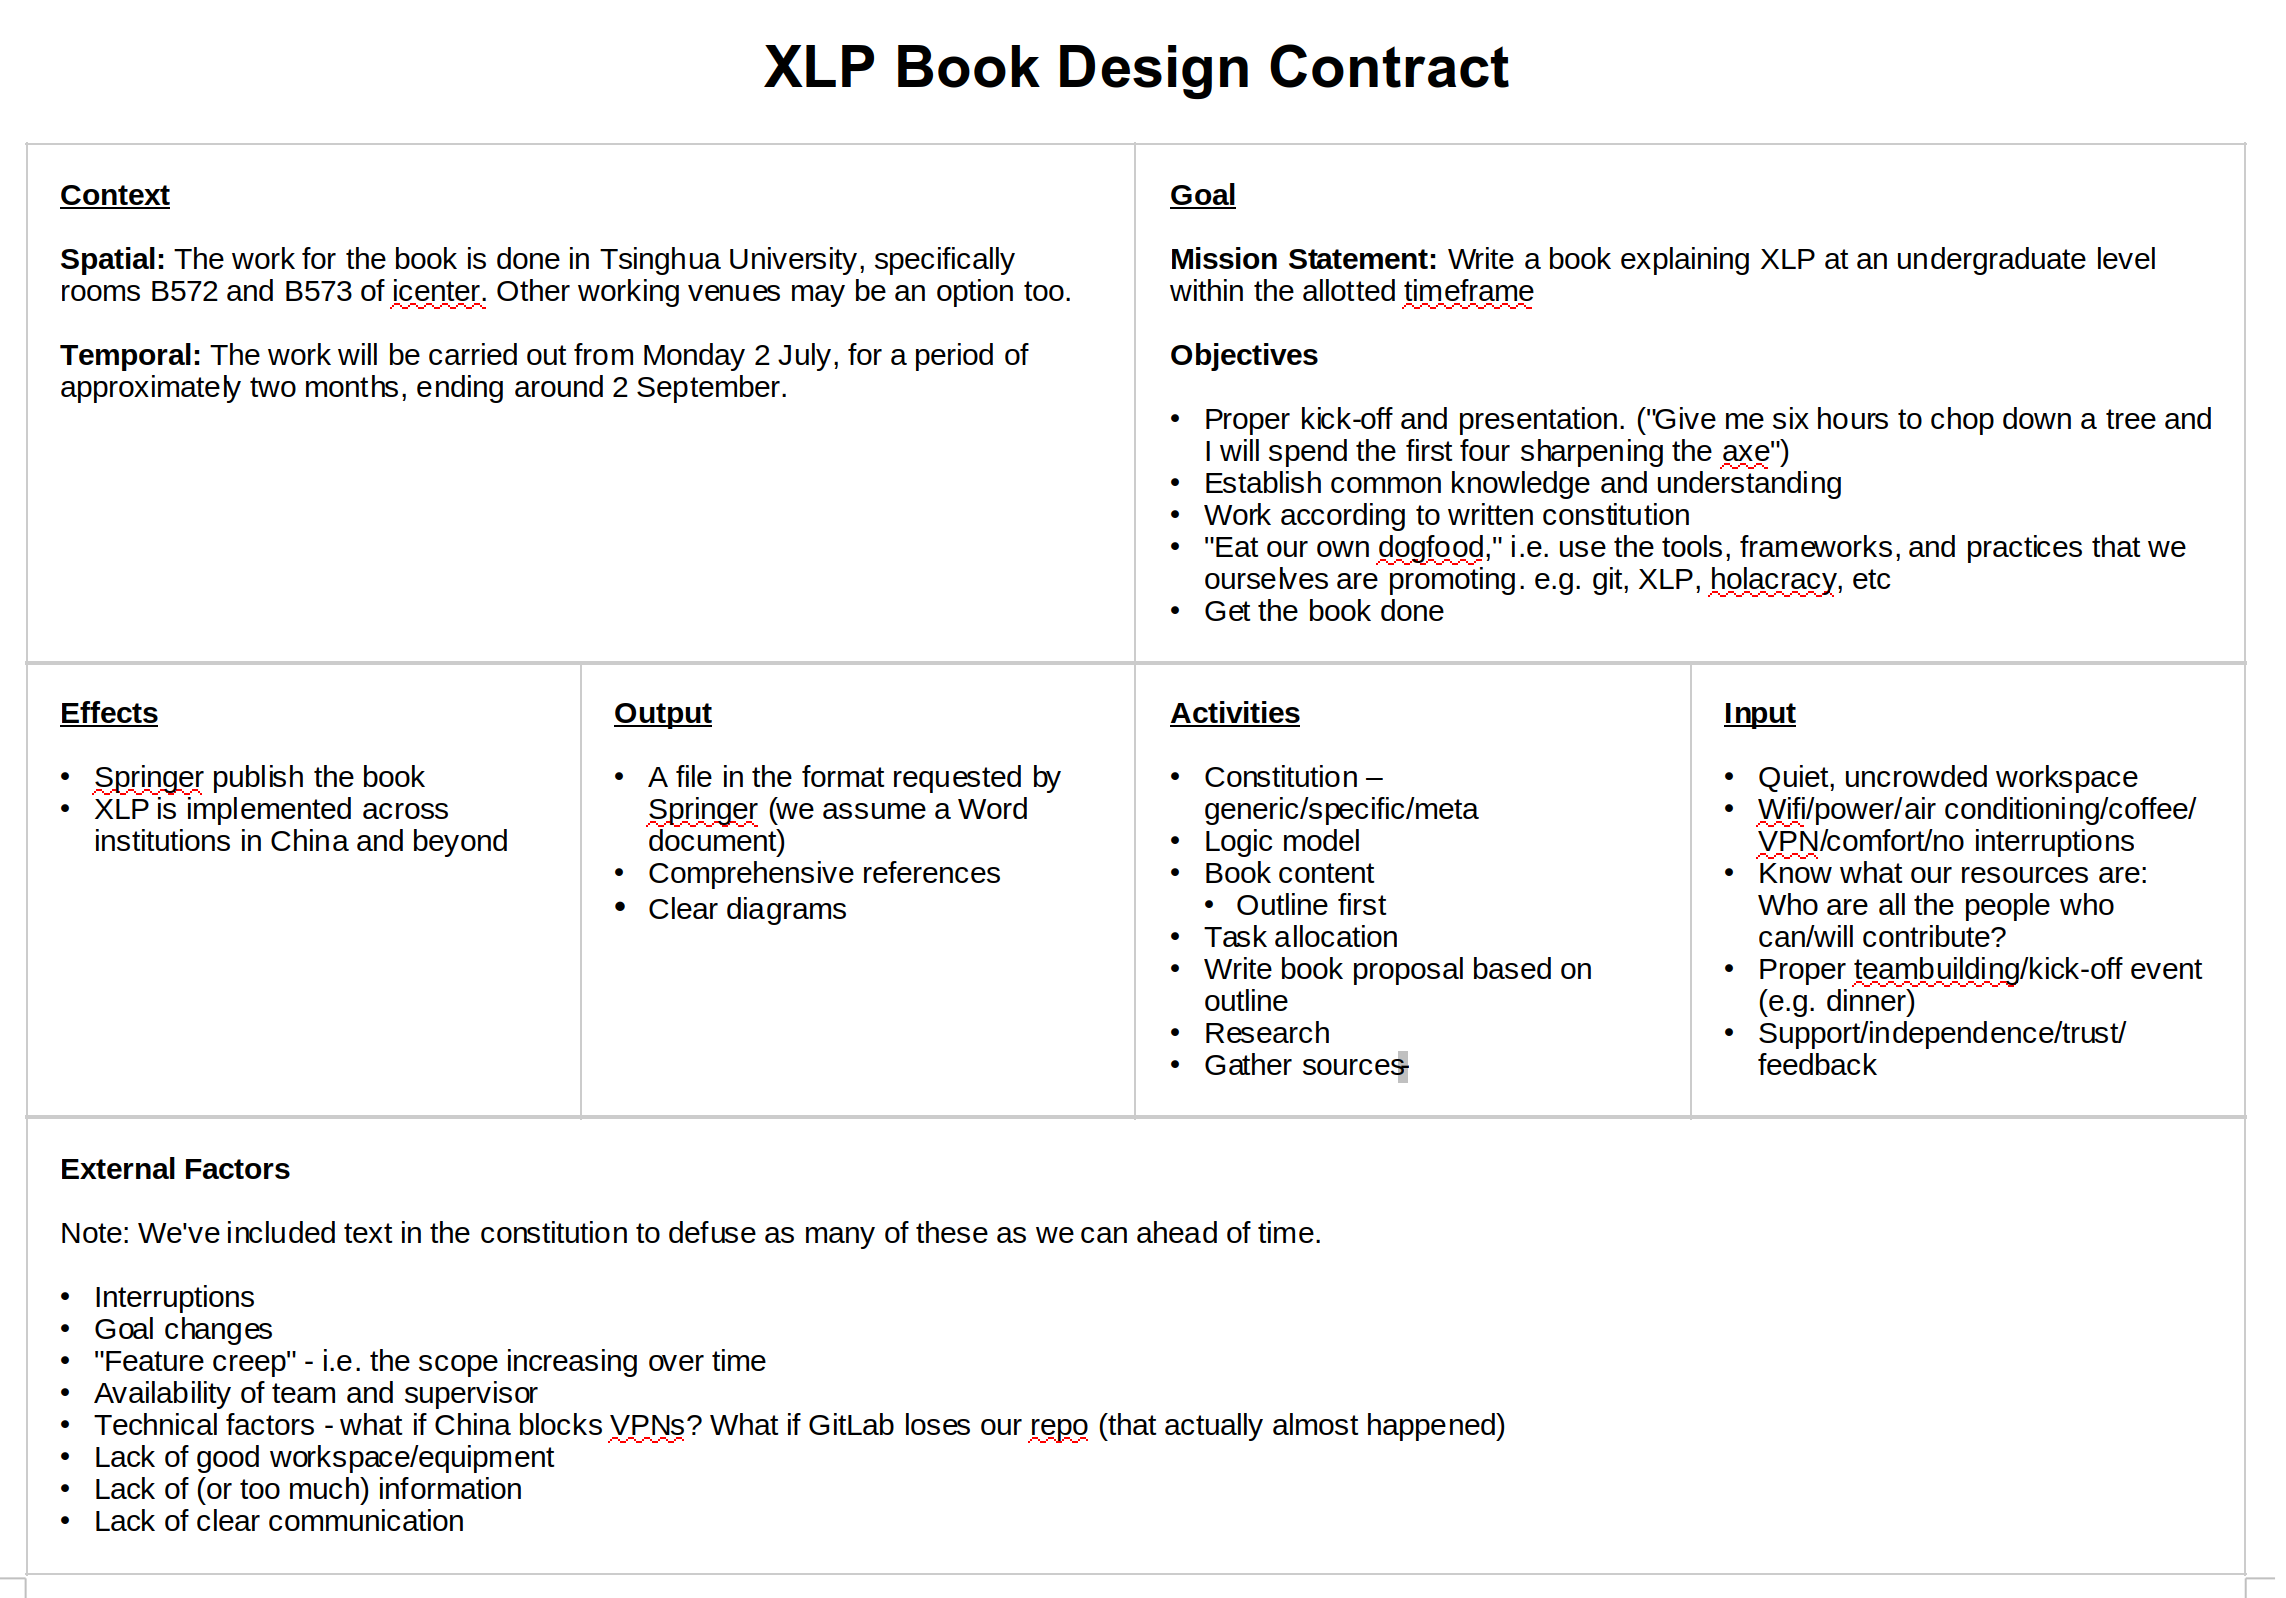 XLP Book Design Contract
Context
Spatial: The work for the book is done in Tsinghua University, specifically
rooms B572 and B573 of icenter. Other working venues may be an option too.
Temporal: The work will be carried out from Monday 2 July, for a period of
approximately two months, ending around 2 September.
Goal
Mission Statement: Write a book explaining XLP at an undergraduate level
within the allotted timeframe
Objectives
• Proper kick-off and presentation. ("Give me six hours to chop down a tree and
I will spend the first four sharpening the axe")
• Establish common knowledge and understanding
• Work according to written constitution
• "Eat our own dogfood," i.e. use the tools, frameworks, and practices that we
ourselves are promoting. e.g. git, XLP, holacracy, etc
• Get the book done
Effects
• Springer publish the book
• XLP is implemented across
institutions in China and beyond
Output
• A file in the format requested by
Springer (we assume a Word
document)
• Comprehensive references
• Clear diagrams
Activities
• Constitution –
generic/specific/meta
• Logic model
• Book content
• Outline first
• Task allocation
• Write book proposal based on
outline
• Research
• Gather sources
Input
• Quiet, uncrowded workspace
• Wifi/power/air conditioning/coffee/
VPN/comfort/no interruptions
• Know what our resources are:
Who are all the people who
can/will contribute?
• Proper teambuilding/kick-off event
(e.g. dinner)
• Support/independence/trust/
feedback
External Factors
Note: We've included text in the constitution to defuse as many of these as we can ahead of time.
• Interruptions
• Goal changes
• "Feature creep" - i.e. the scope increasing over time
• Availability of team and supervisor
• Technical factors - what if China blocks VPNs? What if GitLab loses our repo (that actually almost happened)
• Lack of good workspace/equipment
• Lack of (or too much) information
• Lack of clear communication